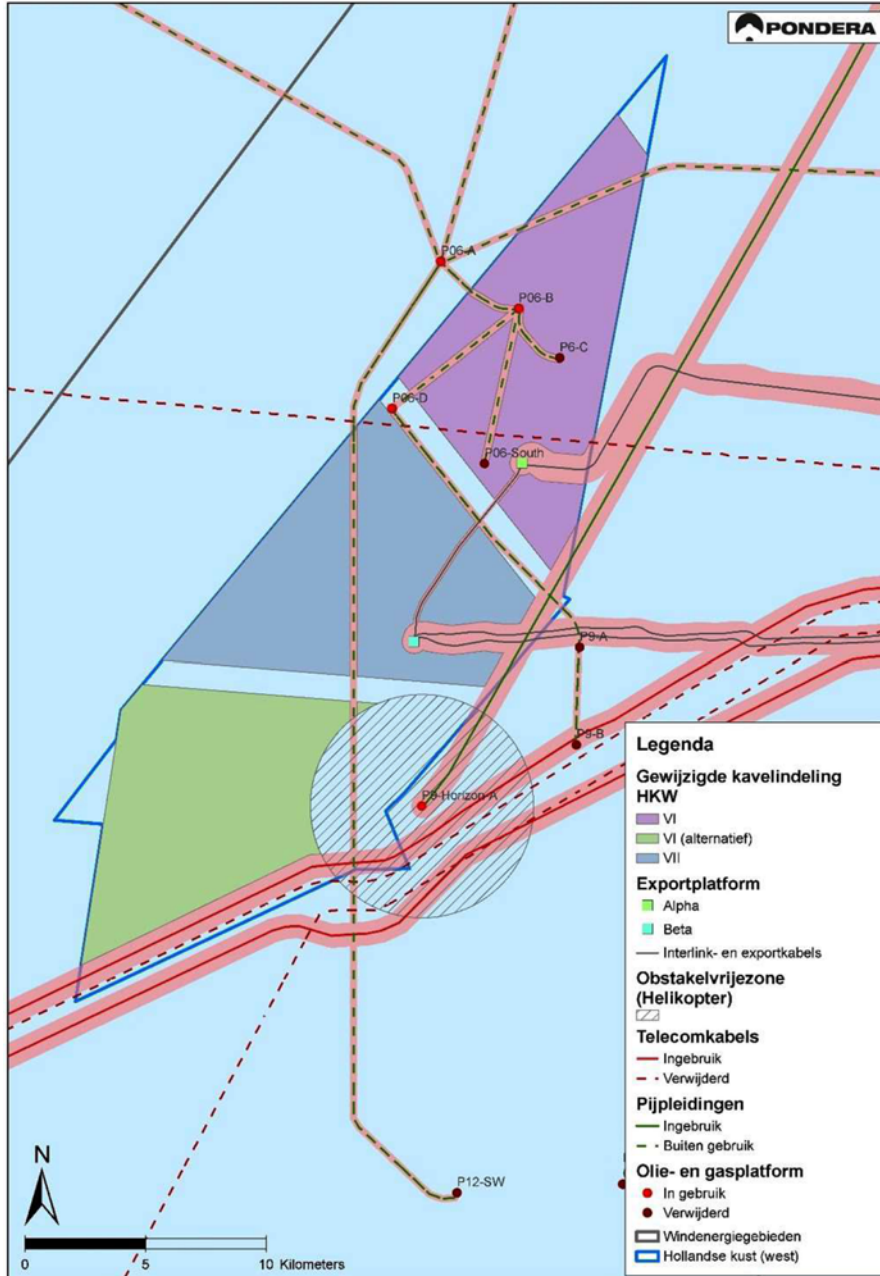 PONDERA
P06-A
P06-B
P6-C
P06-D
P06-South
P9-A
P9-B
P9-Horizon-A
P12-SW
N
0 5 10 Kilometers
Legenda
Gewijzigde kavelindeling
HKW
VI
VI (alternatief)
VII
Exportplatform
Alpha
Beta
Interlink- en exportkabels
Obstakelvrijezone
(Helikopter)
Telecomkabels
Ingebruik
Verwijderd
Pijpleidingen
Ingebruik
Buiten gebruik
Olie- en gasplatform
In gebruik
Verwijderd
Windenergiegebieden
Hollandse kust (west)